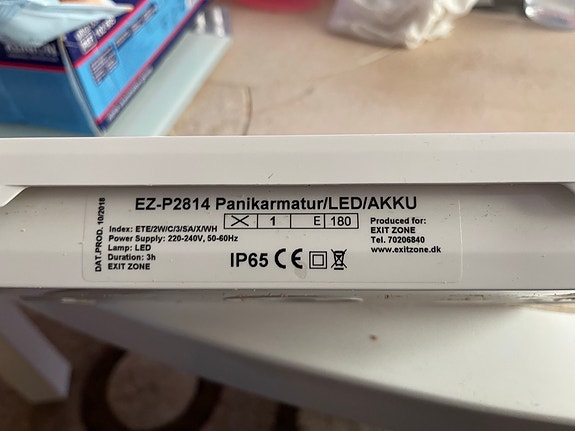 EZ-P2814 Panikarmatur/LED/AKKU
X 1 E 180
DAT.PROD. 10/2018
Index: ETE/2W/C/3/SA/X/WH
Power Supply: 220-240V, 50-60Hz
Lamp: LED
Duration: 3h
EXIT ZONE
IP65 CE
Produced for:
EXIT ZONE
Tel. 70206840
www.exitzone.dk